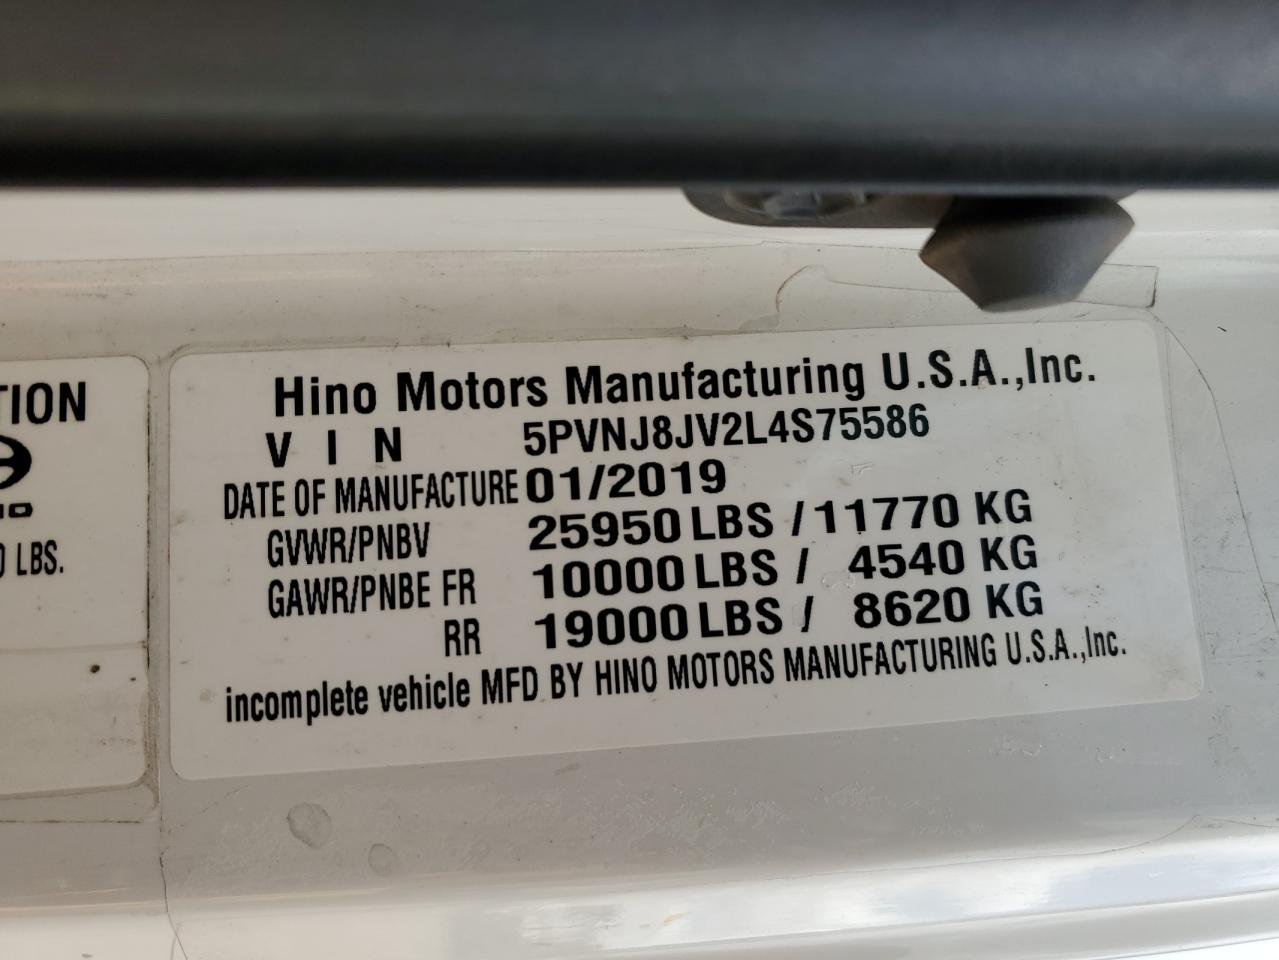 TION
0 LBS.
Hino Motors Manufacturing U.S.A.,Inc.
VIN 5PVNJ8JV2L4S75586
DATE OF MANUFACTURE 01/2019
GVWR/PNBV 25950 LBS / 11770 KG
GAWR/PNBE FR 10000 LBS / 4540 KG
RR 19000 LBS / 8620 KG
incomplete vehicle MFD BY HINO MOTORS MANUFACTURING U.S.A.,Inc.